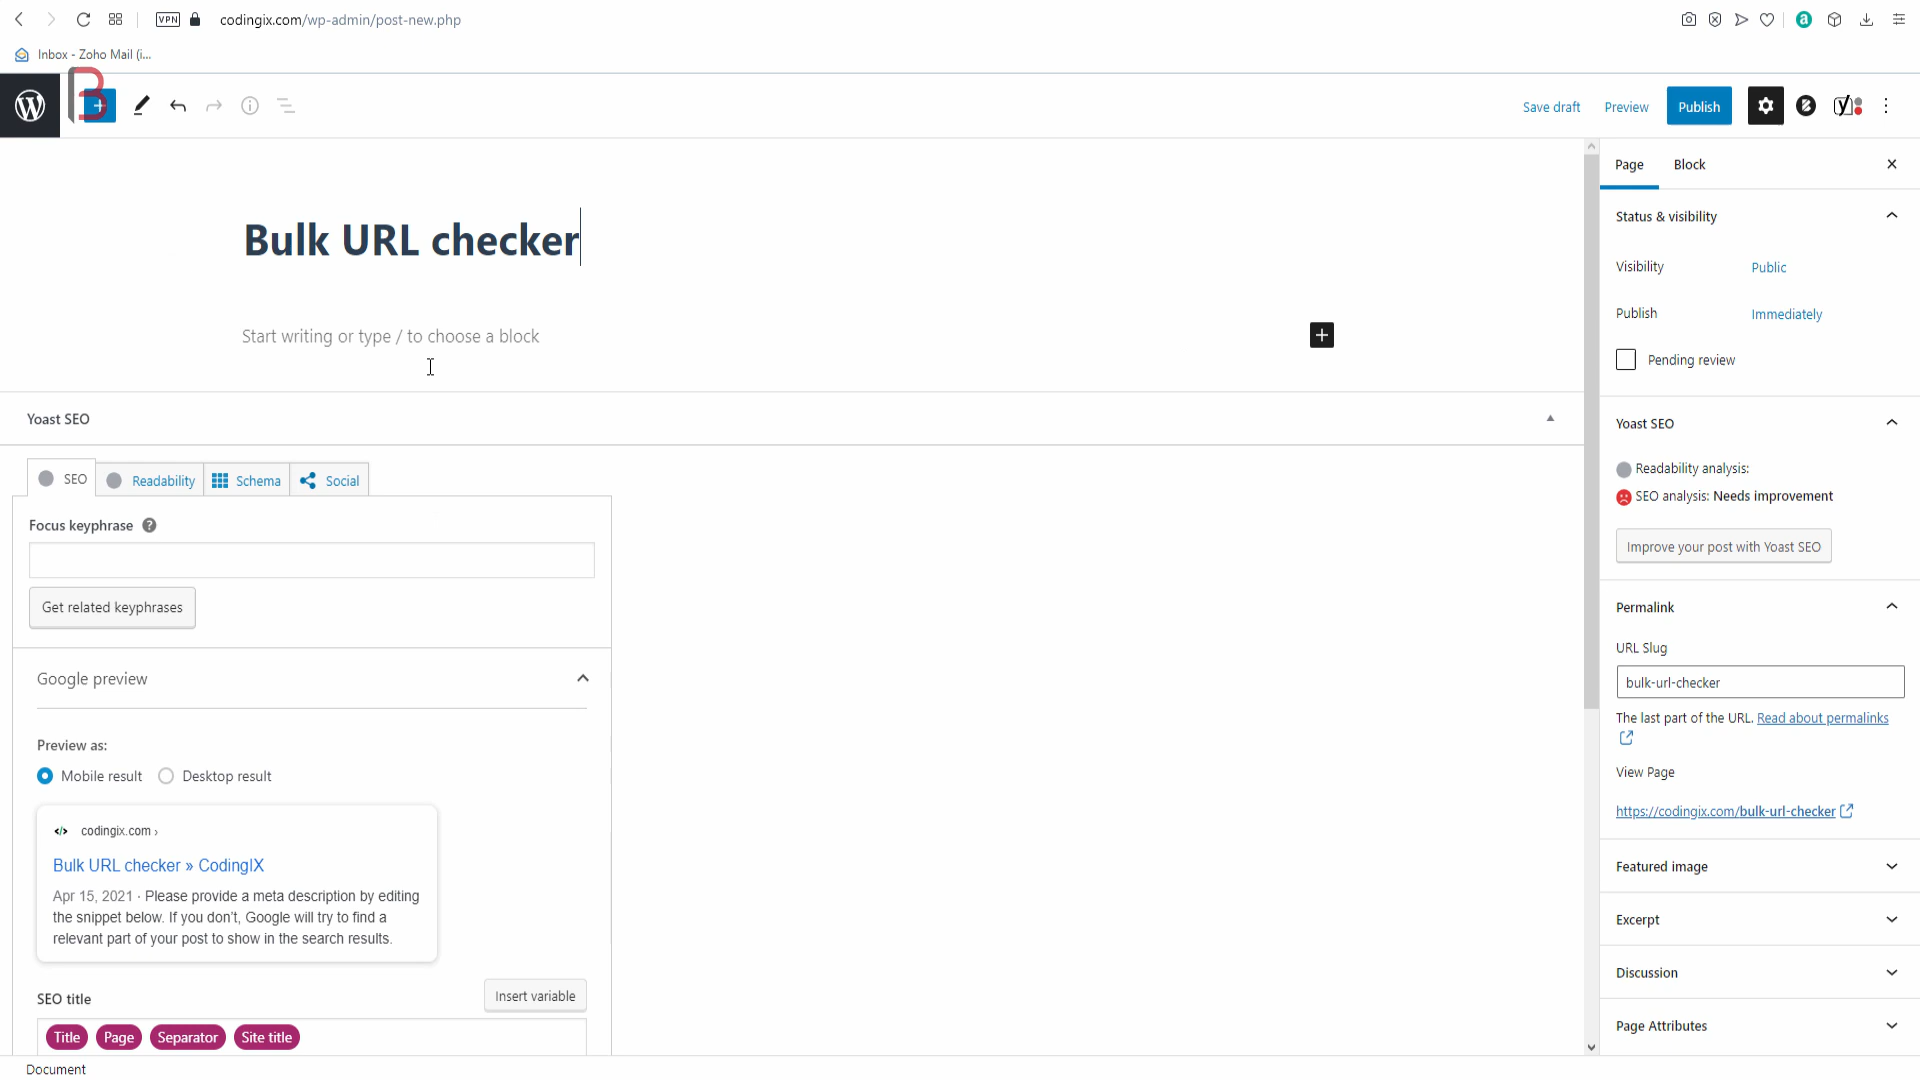 VPN
codingix.com/wp-admin/post-new.php
a
Inbox - Zoho Mail (i...
Save draft
Preview
Publish
Page
Block
Status & visibility
Bulk URL checker
Visibility
Public
Publish
Immediately
Start writing or type / to choose a block
Pending review
Yoast SEO
Yoast SEO
Readability analysis:
SEO
Readability
Schema
Social
SEO analysis: Needs improvement
Focus keyphrase
Improve your post with Yoast SEO
Get related keyphrases
Permalink
URL Slug
Google preview
bulk-url-checker
The last part of the URL. Read about permalinks
Preview as:
Mobile result
Desktop result
View Page
https://codingix.com/bulk-url-checker
codingix.com ›
Bulk URL checker » CodingIX
Featured image
Apr 15, 2021 · Please provide a meta description by editing
the snippet below. If you don’t, Google will try to find a
relevant part of your post to show in the search results.
Excerpt
Discussion
SEO title
Insert variable
Page Attributes
Title
Page
Separator
Site title
Document